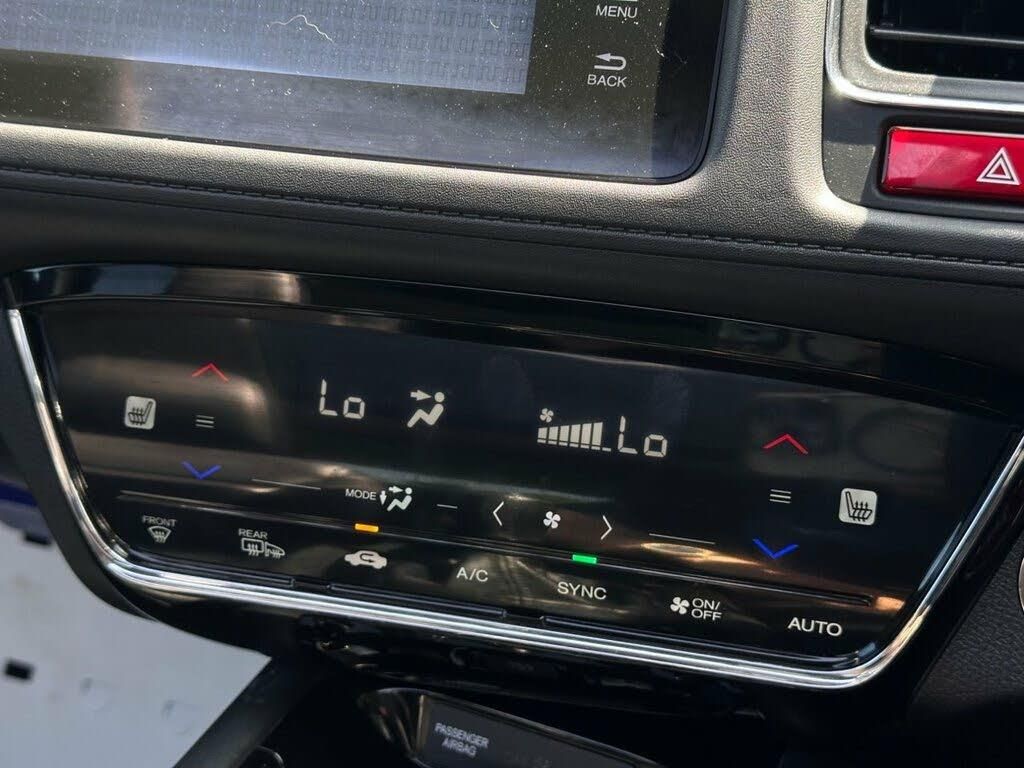 MENU
BACK
Lo
Lo
MODE
FRONT
REAR
A/C
SYNC
ON/
OFF
AUTO
PASSENGER
AIRBAG